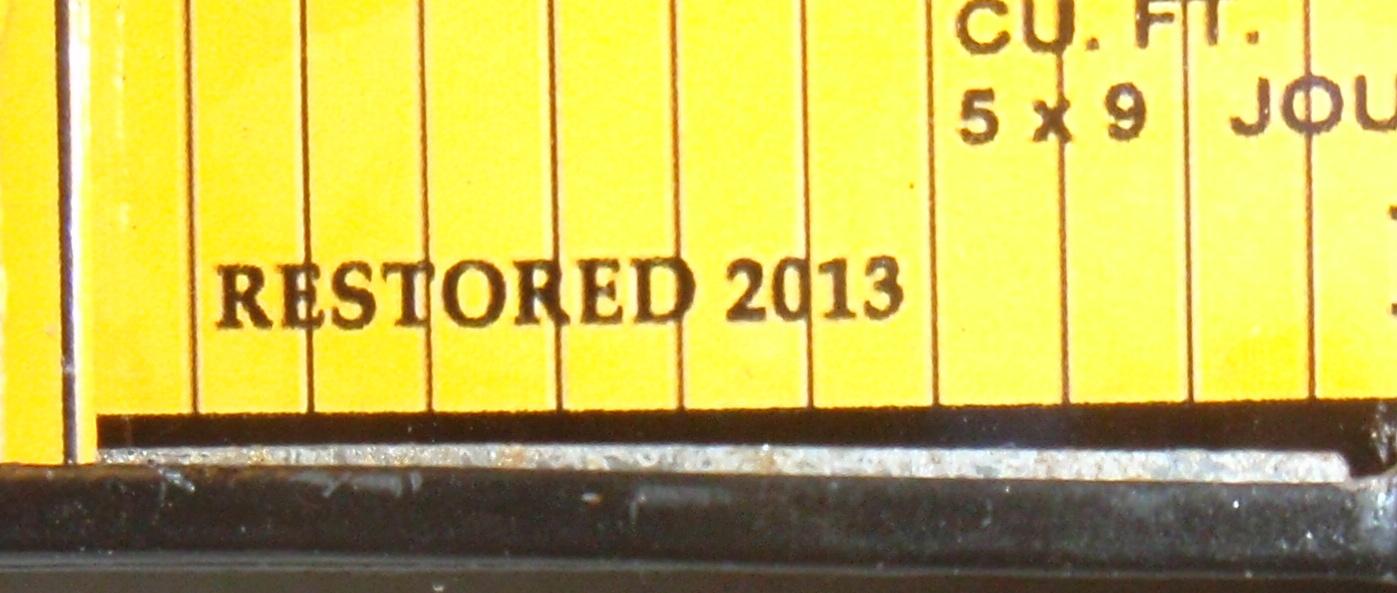 CU. FT.
5 x 9 JOU
RESTORED 2013